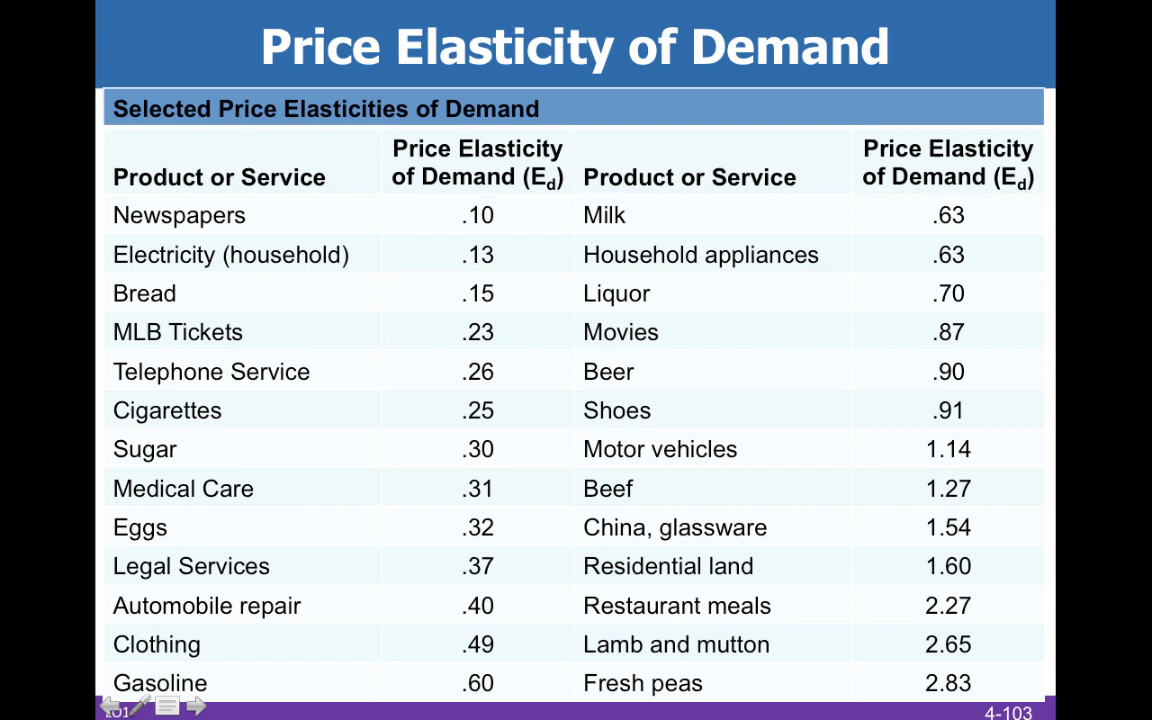 Price Elasticity of Demand
Selected Price Elasticities of Demand
Product or Service Price Elasticity of Demand (Ed) Product or Service Price Elasticity of Demand (Ed)
Newspapers .10 Milk .63
Electricity (household) .13 Household appliances .63
Bread .15 Liquor .70
MLB Tickets .23 Movies .87
Telephone Service .26 Beer .90
Cigarettes .25 Shoes .91
Sugar .30 Motor vehicles 1.14
Medical Care .31 Beef 1.27
Eggs .32 China, glassware 1.54
Legal Services .37 Residential land 1.60
Automobile repair .40 Restaurant meals 2.27
Clothing .49 Lamb and mutton 2.65
Gasoline .60 Fresh peas 2.83
4-103